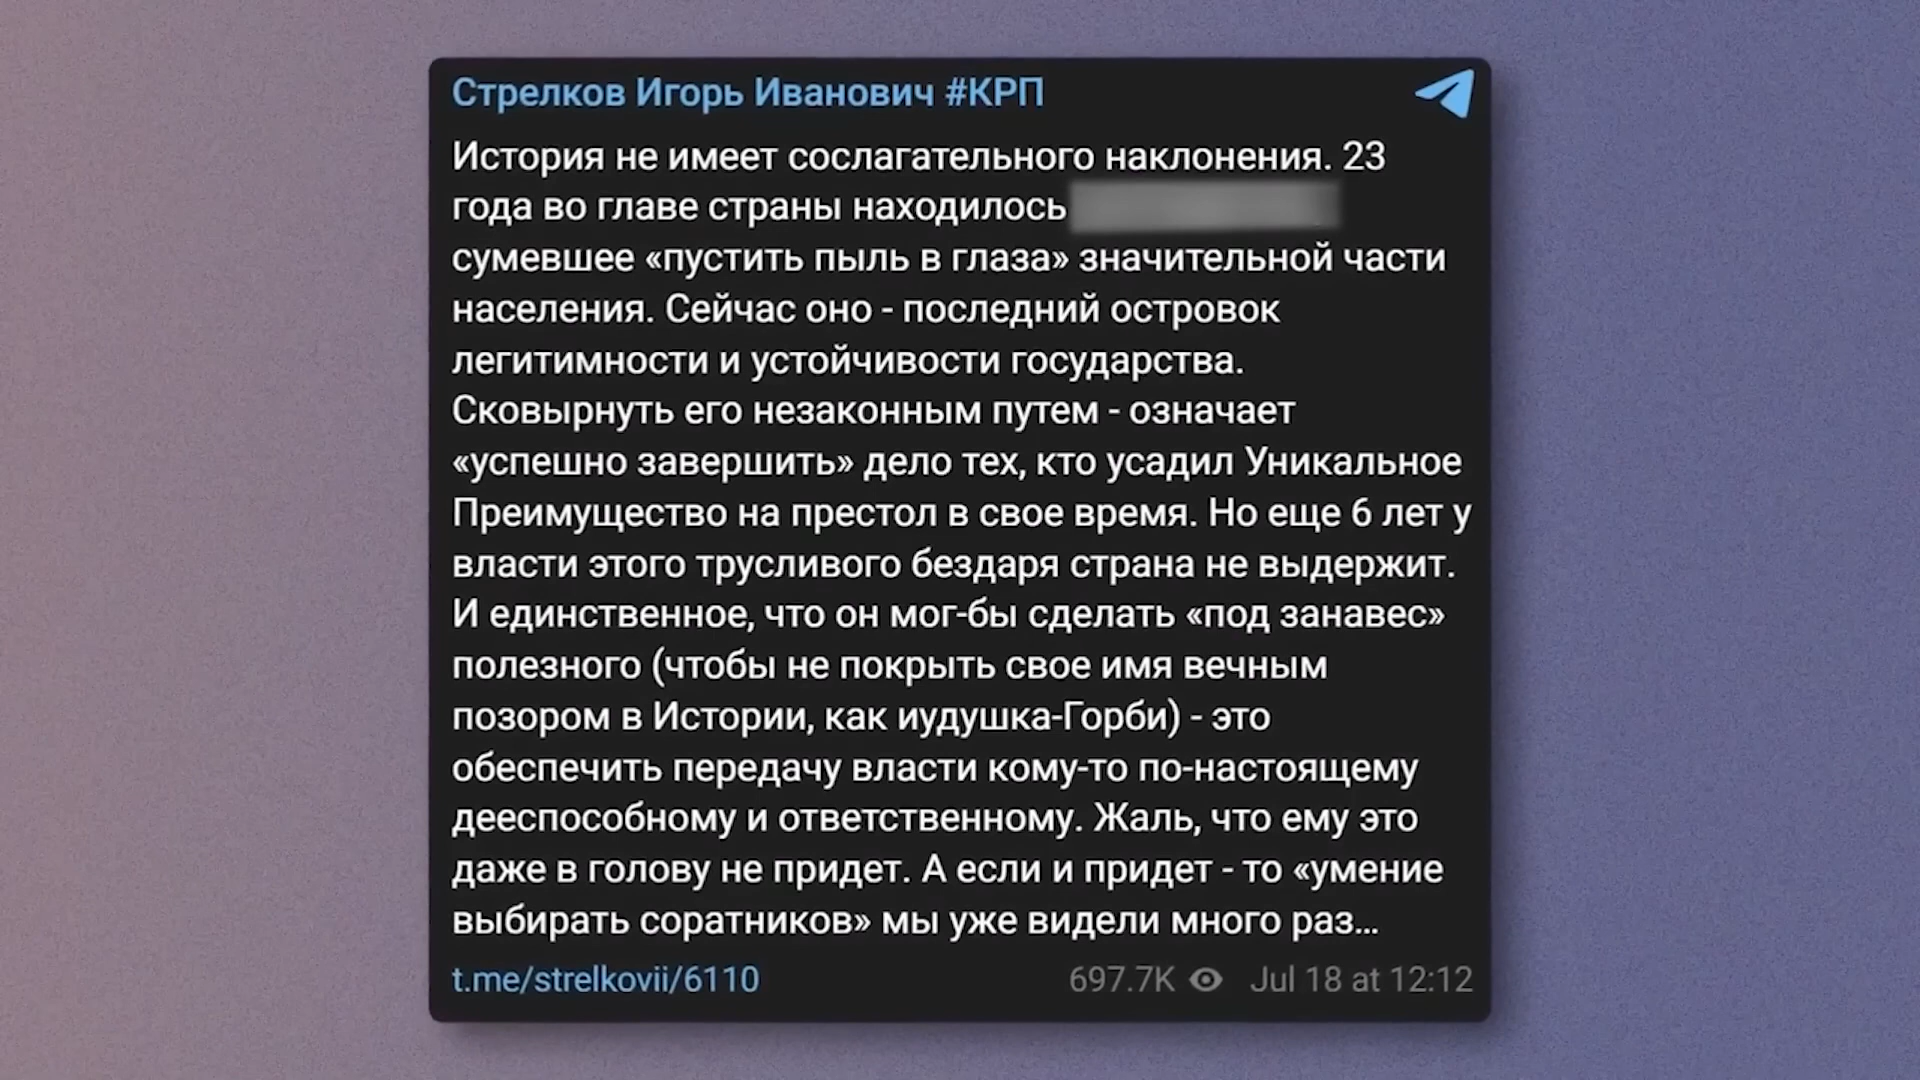 Стрелков Игорь Иванович #КРП
История не имеет сослагательного наклонения. 23
года во главе страны находилось
сумевшее «пустить пыль в глаза» значительной части
населения. Сейчас оно - последний островок
легитимности и устойчивости государства.
Сковырнуть его незаконным путем - означает
«успешно завершить» дело тех, кто усадил Уникальное
Преимущество на престол в свое время. Но еще 6 лет у
власти этого трусливого бездаря страна не выдержит.
И единственное, что он мог-бы сделать «под занавес»
полезного (чтобы не покрыть свое имя вечным
позором в Истории, как иудушка-Горби) - это
обеспечить передачу власти кому-то по-настоящему
дееспособному и ответственному. Жаль, что ему это
даже в голову не придет. А если и придет - то «умение
выбирать соратников» мы уже видели много раз...
t.me/strelkovii/6110 697.7K Jul 18 at 12:12